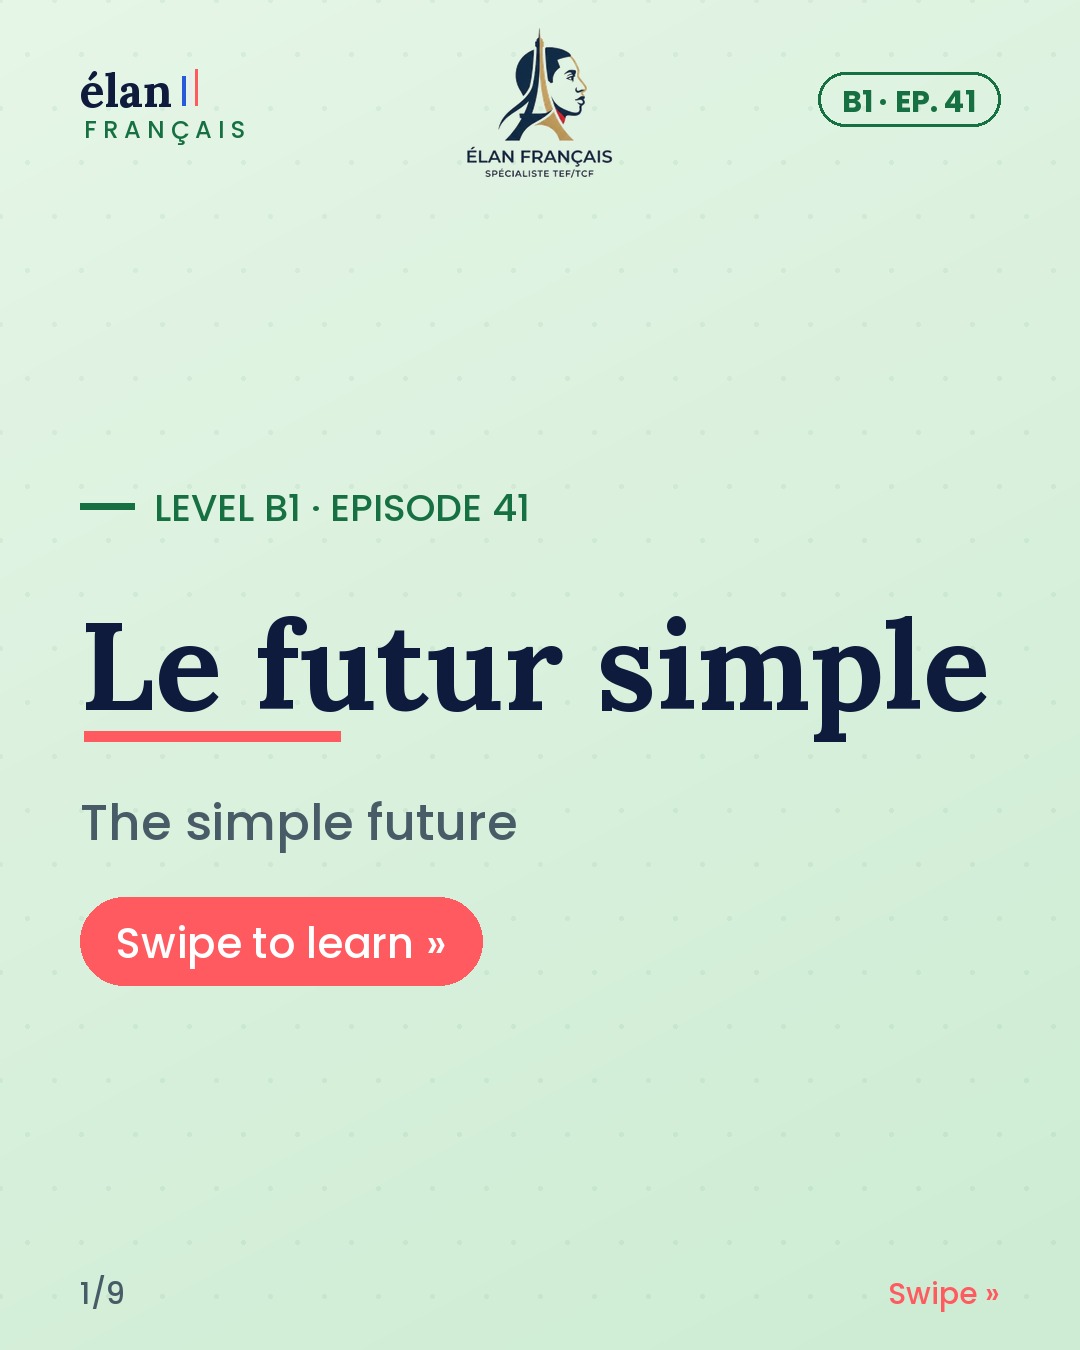 élan
FRANÇAIS
ÉLAN FRANÇAIS
SPÉCIALISTE TEF/TCF
B1 · EP. 41
LEVEL B1 · EPISODE 41
Le futur simple
The simple future
Swipe to learn »
1/9
Swipe »